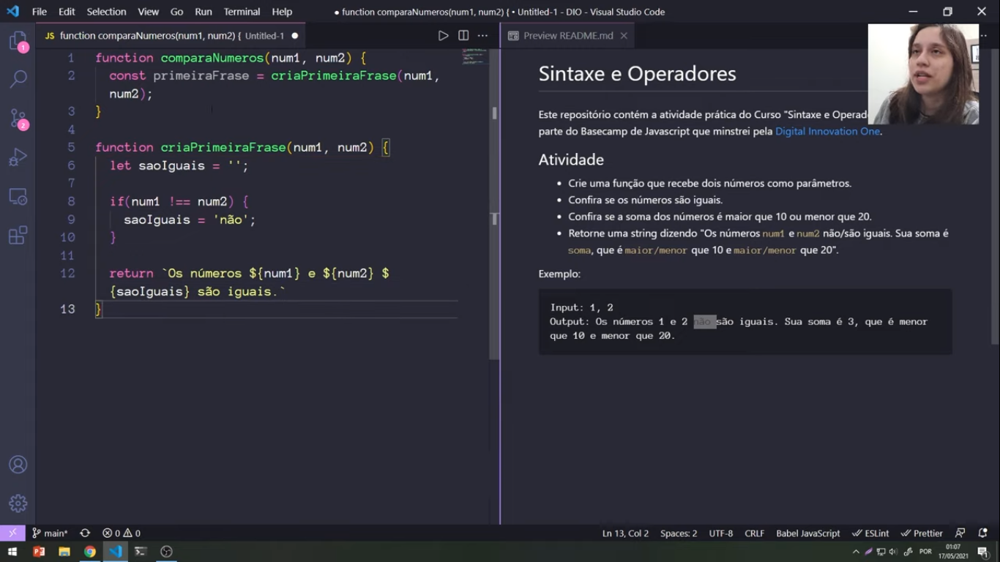 File Edit Selection View Go Run Terminal Help
● function comparaNumeros(num1, num2) { • Untitled-1 - DIO - Visual Studio Code
JS function comparaNumeros(num1, num2) { Untitled-1 ●
Preview README.md
1 function comparaNumeros(num1, num2) {
2 const primeiraFrase = criaPrimeiraFrase(num1,
num2);
3 }
4
5 function criaPrimeiraFrase(num1, num2) {
6 let saoIguais = '';
7
8 if(num1 !== num2) {
9 saoIguais = 'não';
10 }
11
12 return `Os números ${num1} e ${num2} $
{saoIguais} são iguais.`
13 }
Sintaxe e Operadores
Este repositório contém a atividade prática do Curso "Sintaxe e Operad
parte do Basecamp de Javascript que minstrei pela Digital Innovation One.
Atividade
• Crie uma função que recebe dois números como parâmetros.
• Confira se os números são iguais.
• Confira se a soma dos números é maior que 10 ou menor que 20.
• Retorne uma string dizendo "Os números num1 e num2 não/são iguais. Sua soma é
soma, que é maior/menor que 10 e maior/menor que 20".
Exemplo:
Input: 1, 2
Output: Os números 1 e 2 não são iguais. Sua soma é 3, que é menor
que 10 e menor que 20.
1
2
main* 0 0
Ln 13, Col 2 Spaces: 2 UTF-8 CRLF Babel JavaScript ESLint Prettier
POR
01:07
17/05/2021